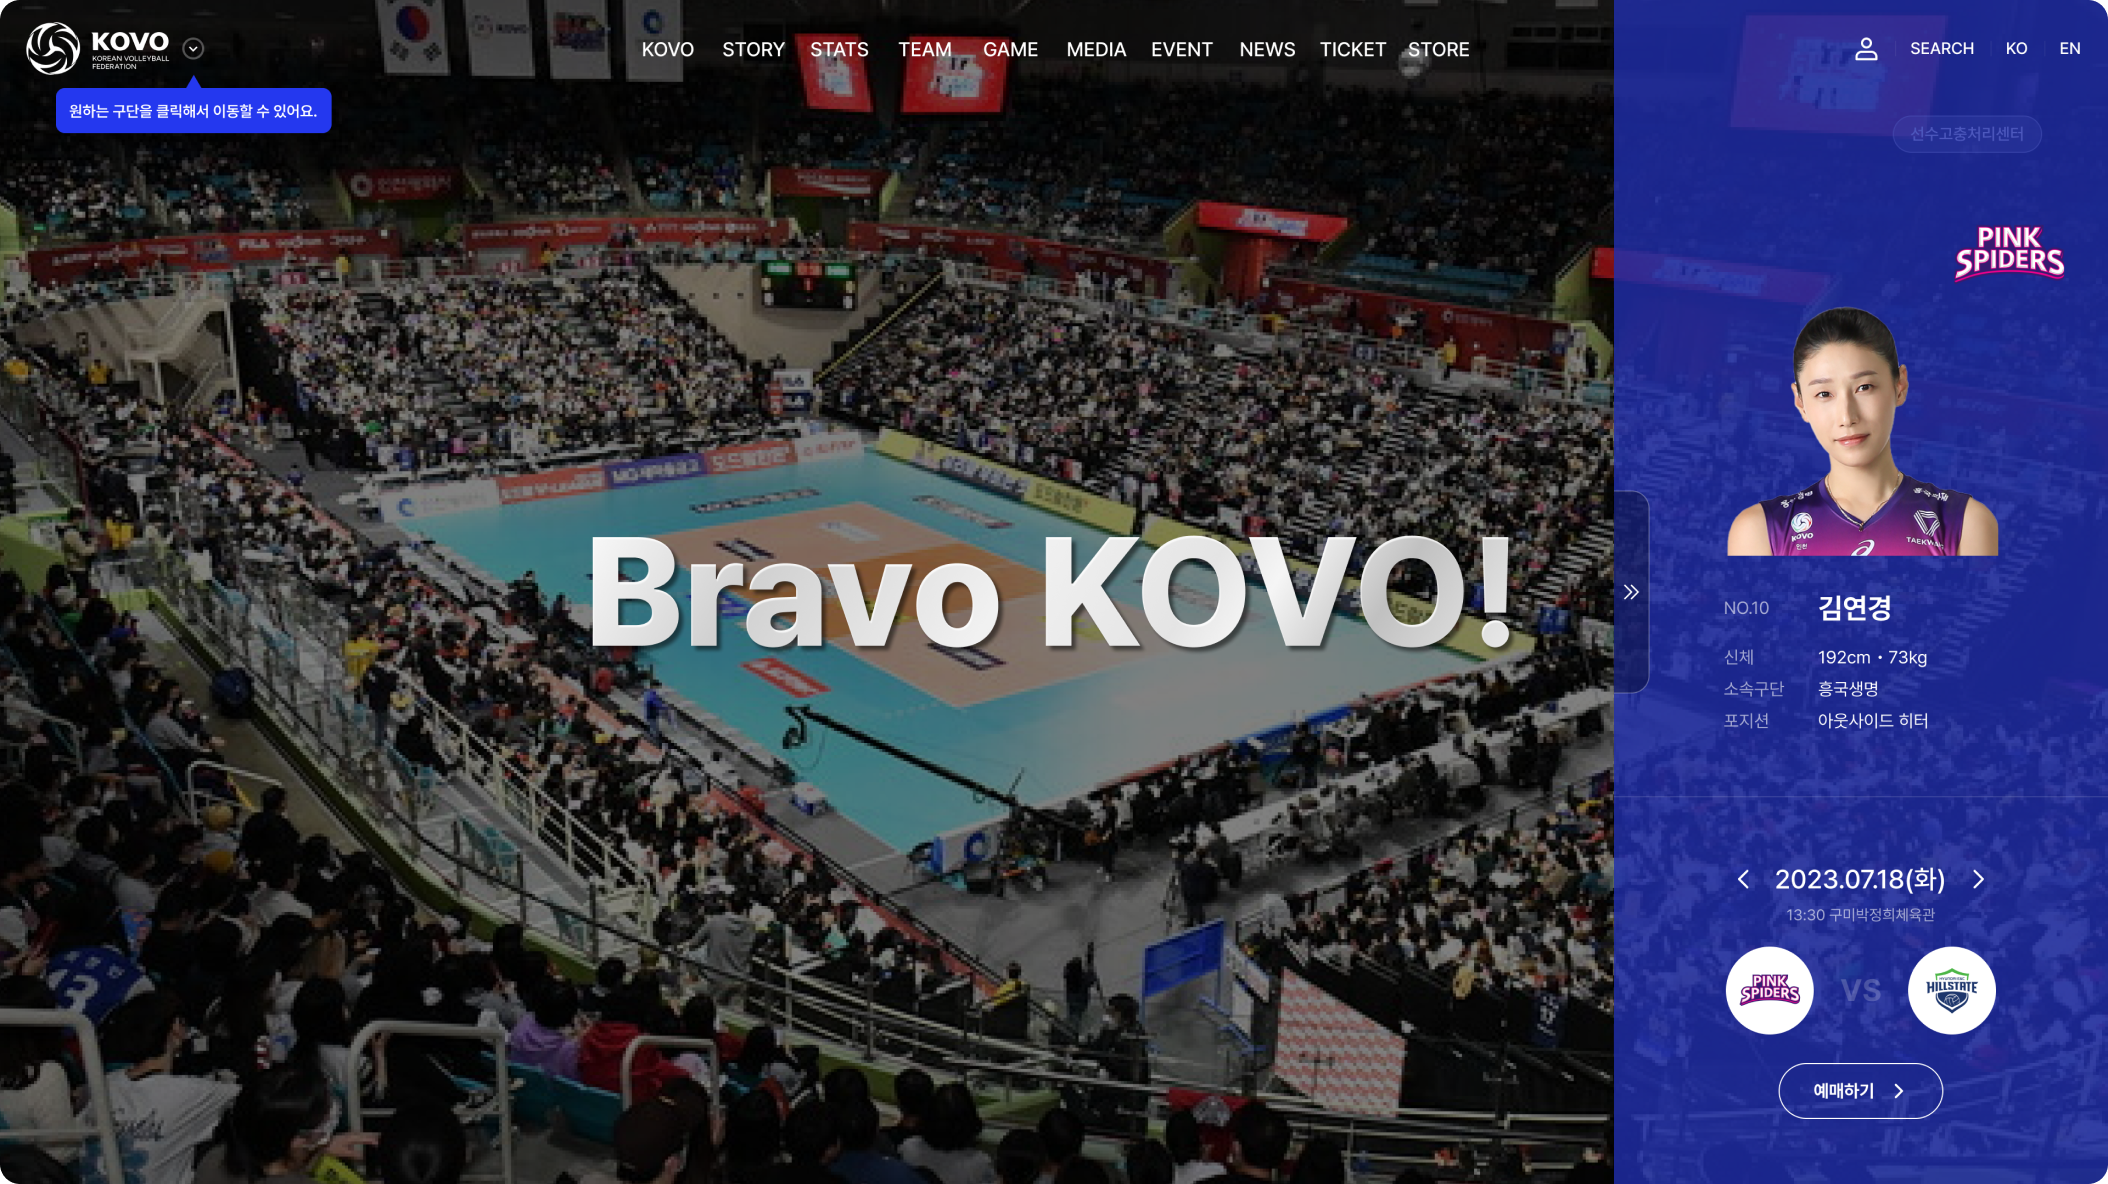 KOVO
KOREAN VOLLEYBALL
FEDERATION
원하는 구단을 클릭해서 이동할 수 있어요.
KOVO STORY STATS TEAM GAME MEDIA EVENT NEWS TICKET STORE
SEARCH KO EN
선수고충처리센터
PINK
SPIDERS
Bravo KOVO!
KOVO
인천
NO.10 김연경
신체 192cm • 73kg
소속구단 흥국생명
포지션 아웃사이드 히터
2023.07.18(화)
13:30 구미박정희체육관
PINK
SPIDERS
VS
HILLSTATE
예매하기